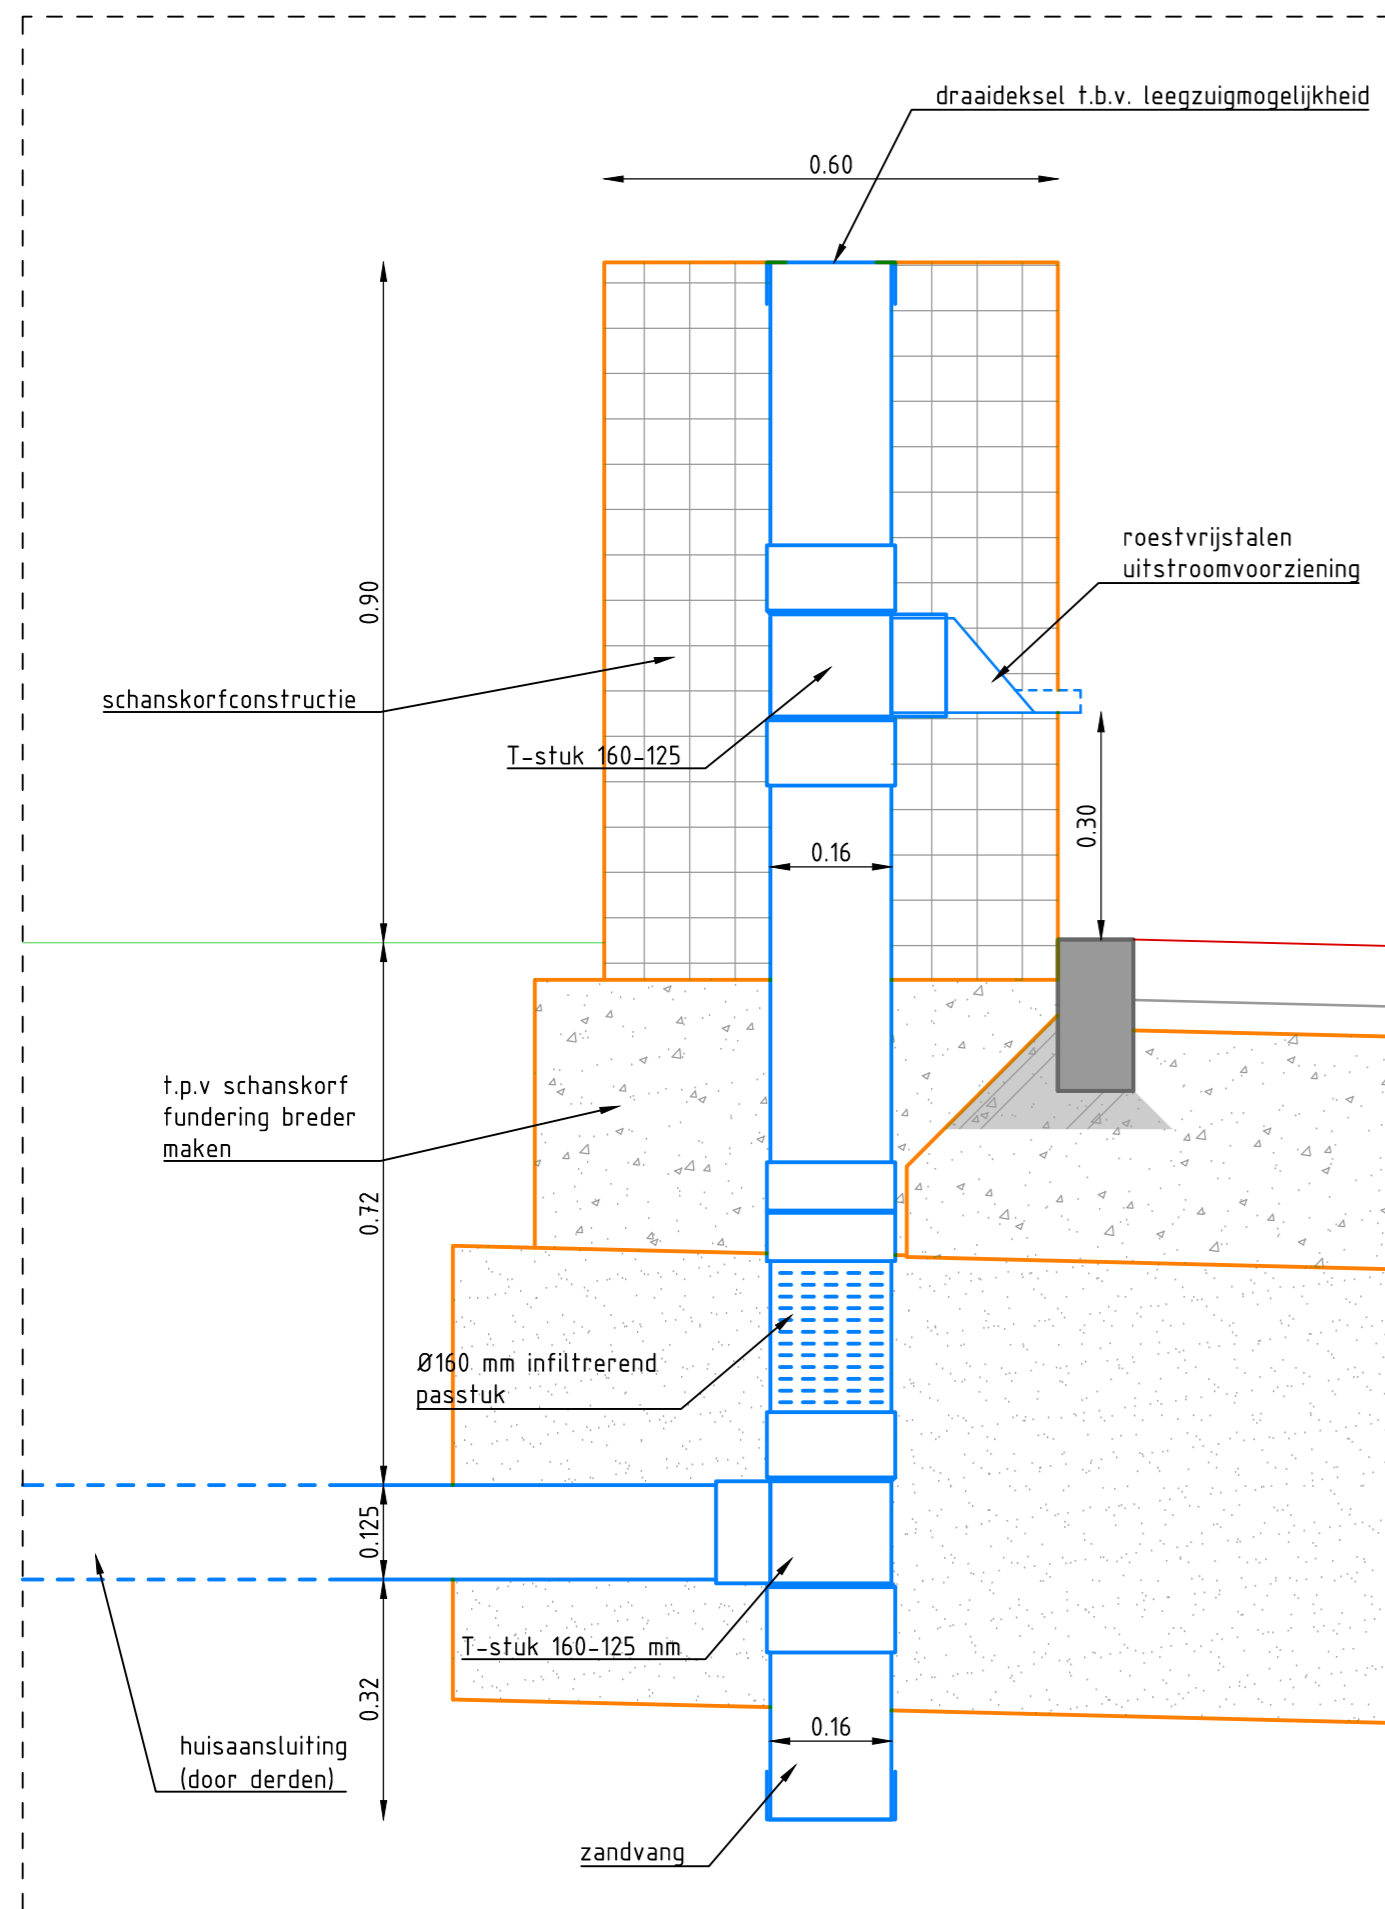 draaideksel t.b.v. leegzuigmogelijkheid
0.60
roestvrijstalen
uitstroomvoorziening
0.90
schanskorfconstructie
T-stuk 160-125
0.30
0.16
t.p.v schanskorf
fundering breder
maken
0.72
Ø160 mm infiltrerend
passtuk
0.125
T-stuk 160-125 mm
0.32
0.16
huisaansluiting
(door derden)
zandvang